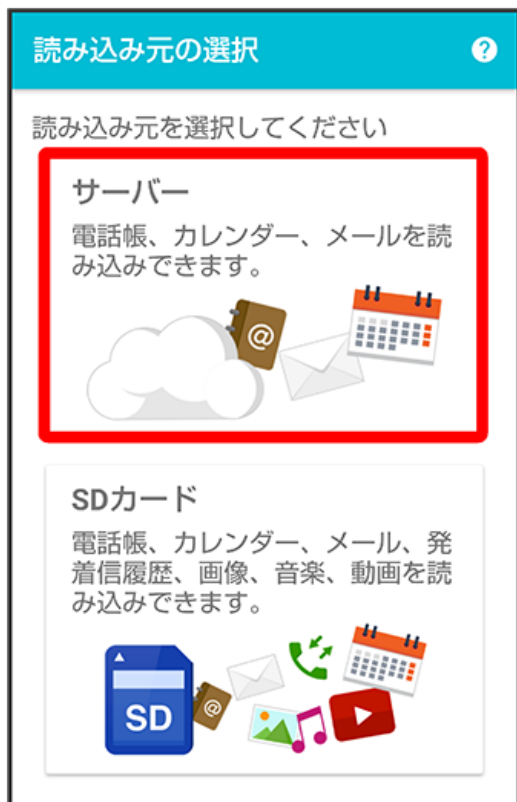 読み込み元の選択
?
読み込み元を選択してください
サーバー
電話帳、カレンダー、メールを読
み込みできます。
@
SDカード
電話帳、カレンダー、メール、発
着信履歴、画像、音楽、動画を読
み込みできます。
SD
@